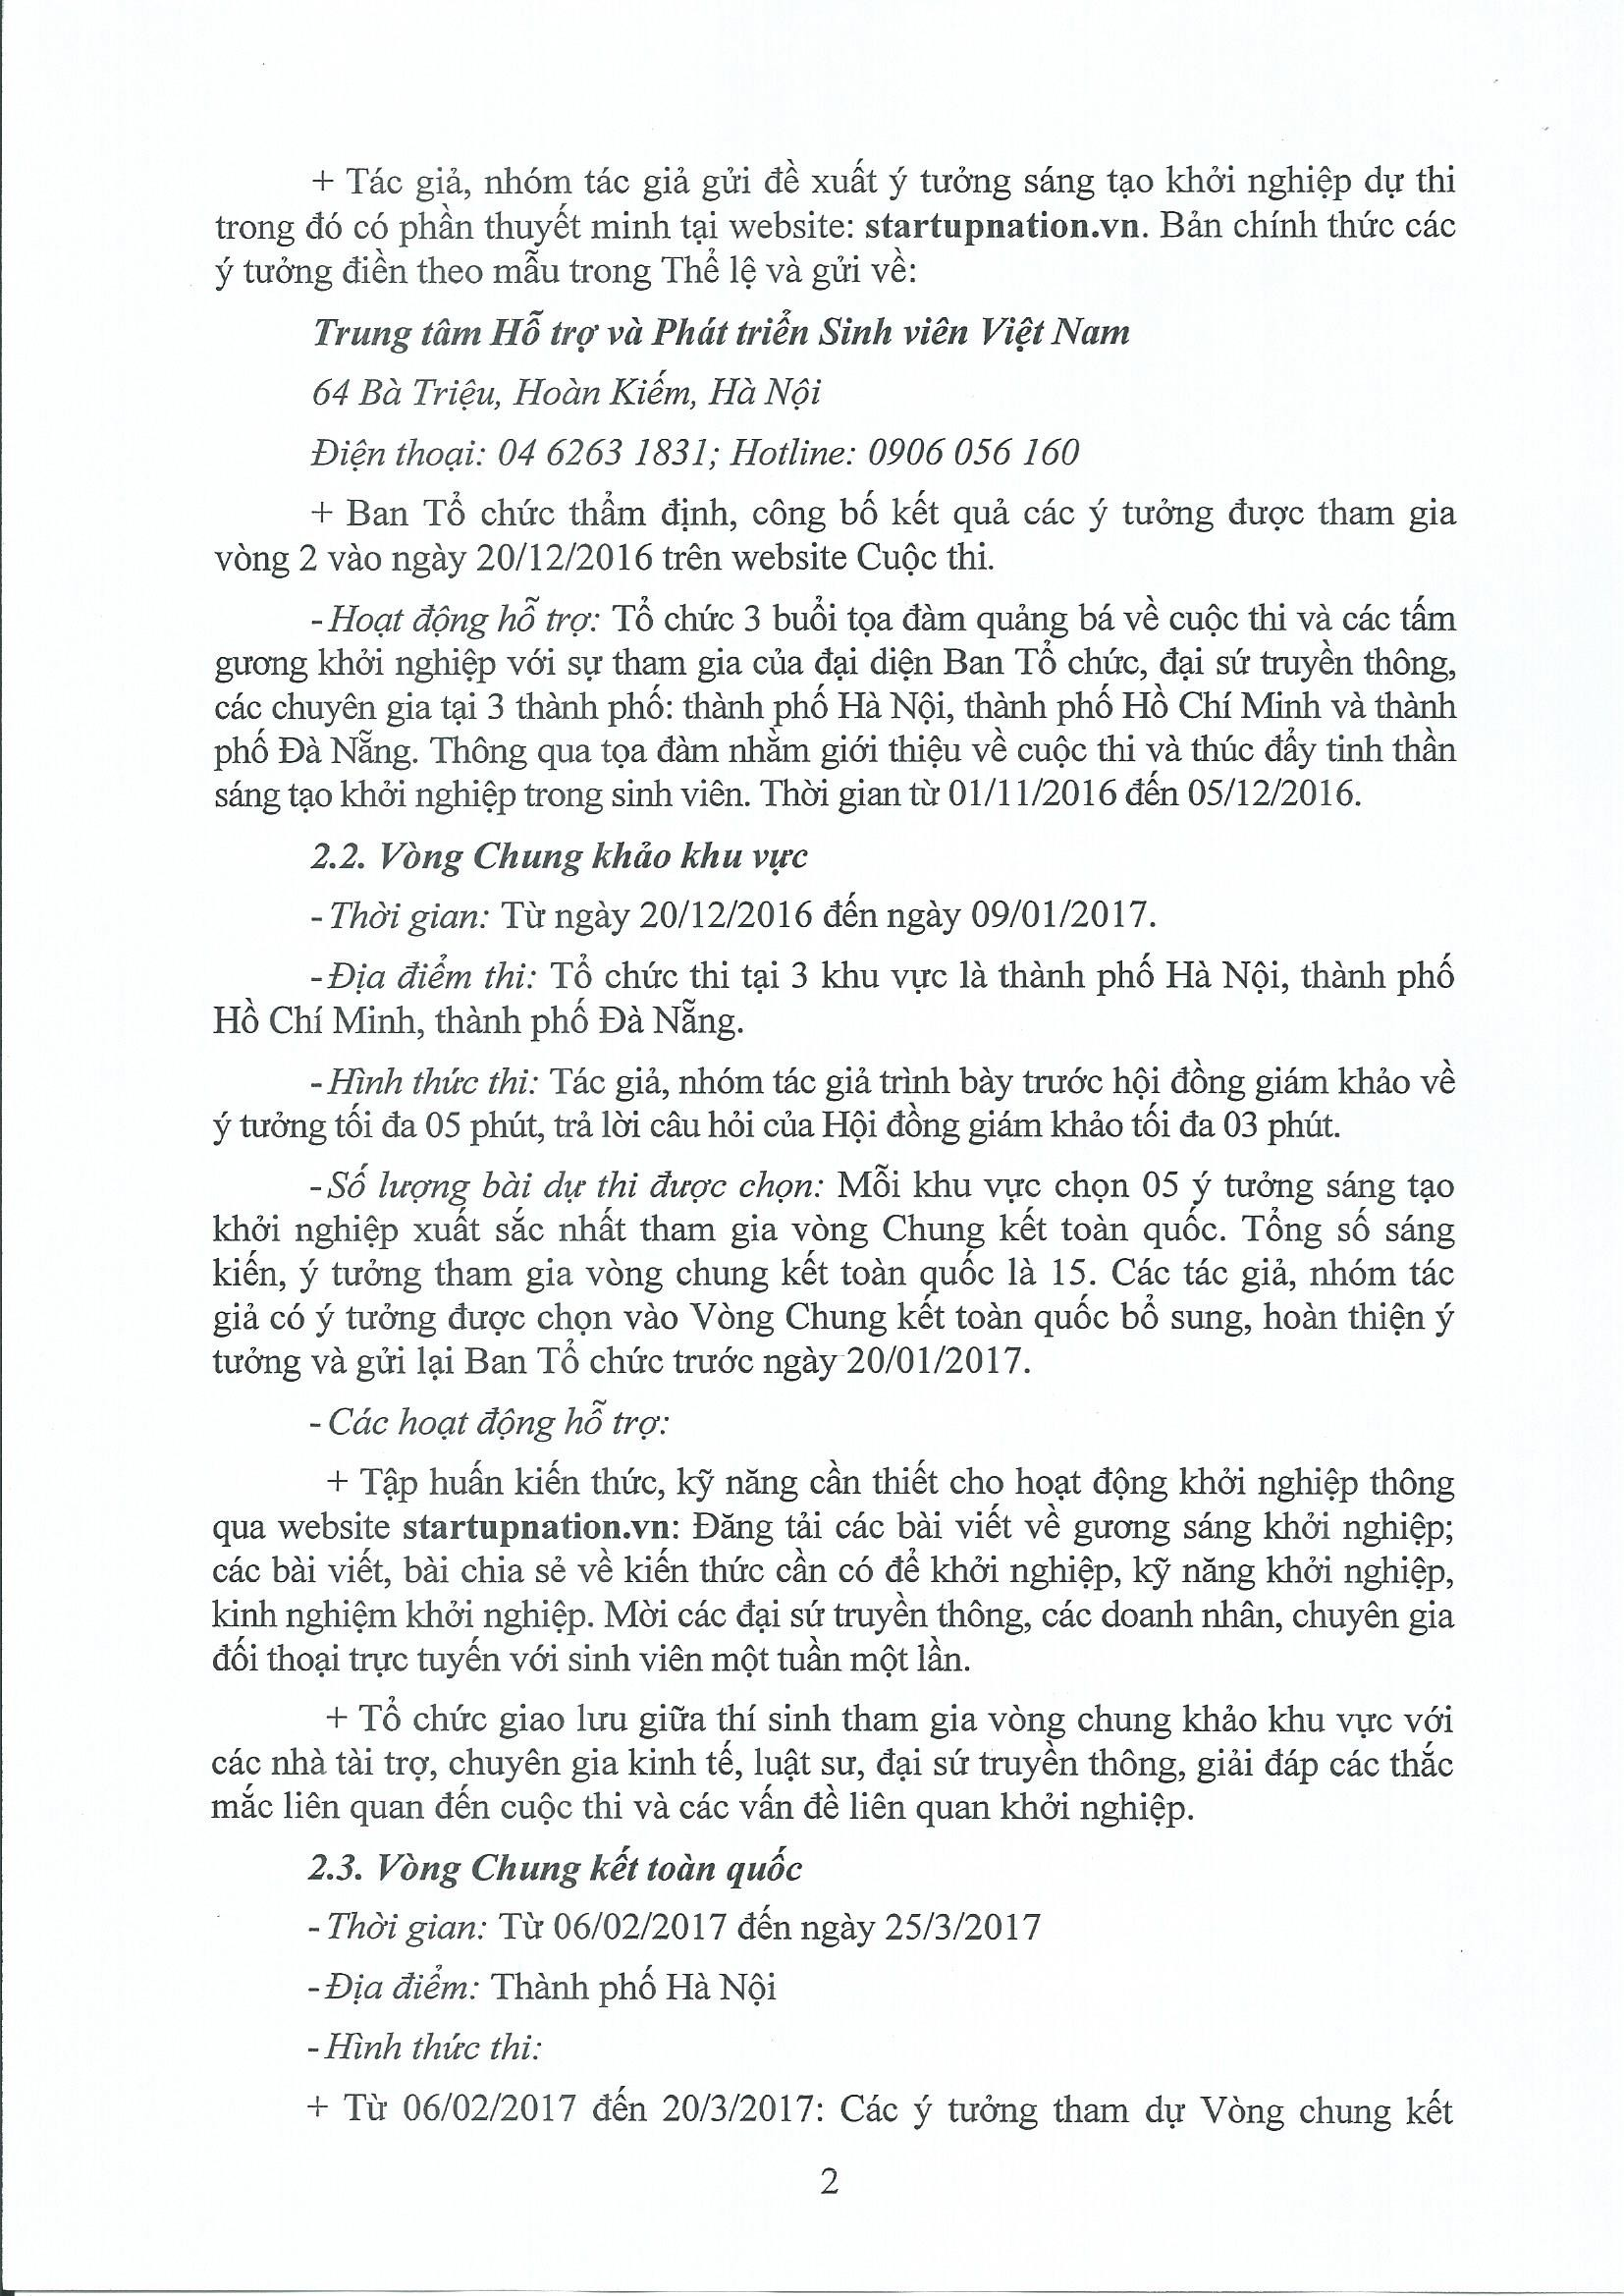 + Tác giả, nhóm tác giả gửi đề xuất ý tưởng sáng tạo khởi nghiệp dự thi
trong đó có phần thuyết minh tại website: startupnation.vn. Bản chính thức các
ý tưởng điền theo mẫu trong Thể lệ và gửi về:
Trung tâm Hỗ trợ và Phát triển Sinh viên Việt Nam
64 Bà Triệu, Hoàn Kiếm, Hà Nội
Điện thoại: 04 6263 1831; Hotline: 0906 056 160
+ Ban Tổ chức thẩm định, công bố kết quả các ý tưởng được tham gia
vòng 2 vào ngày 20/12/2016 trên website Cuộc thi.
- Hoạt động hỗ trợ: Tổ chức 3 buổi tọa đàm quảng bá về cuộc thi và các tấm
gương khởi nghiệp với sự tham gia của đại diện Ban Tổ chức, đại sứ truyền thông,
các chuyên gia tại 3 thành phố: thành phố Hà Nội, thành phố Hồ Chí Minh và thành
phố Đà Nẵng. Thông qua tọa đàm nhằm giới thiệu về cuộc thi và thúc đẩy tinh thần
sáng tạo khởi nghiệp trong sinh viên. Thời gian từ 01/11/2016 đến 05/12/2016.
2.2. Vòng Chung khảo khu vực
- Thời gian: Từ ngày 20/12/2016 đến ngày 09/01/2017.
- Địa điểm thi: Tổ chức thi tại 3 khu vực là thành phố Hà Nội, thành phố
Hồ Chí Minh, thành phố Đà Nẵng.
- Hình thức thi: Tác giả, nhóm tác giả trình bày trước hội đồng giám khảo về
ý tưởng tối đa 05 phút, trả lời câu hỏi của Hội đồng giám khảo tối đa 03 phút.
- Số lượng bài dự thi được chọn: Mỗi khu vực chọn 05 ý tưởng sáng tạo
khởi nghiệp xuất sắc nhất tham gia vòng Chung kết toàn quốc. Tổng số sáng
kiến, ý tưởng tham gia vòng chung kết toàn quốc là 15. Các tác giả, nhóm tác
giả có ý tưởng được chọn vào Vòng Chung kết toàn quốc bổ sung, hoàn thiện ý
tưởng và gửi lại Ban Tổ chức trước ngày 20/01/2017.
- Các hoạt động hỗ trợ:
+ Tập huấn kiến thức, kỹ năng cần thiết cho hoạt động khởi nghiệp thông
qua website startupnation.vn: Đăng tải các bài viết về gương sáng khởi nghiệp;
các bài viết, bài chia sẻ về kiến thức cần có để khởi nghiệp, kỹ năng khởi nghiệp,
kinh nghiệm khởi nghiệp. Mời các đại sứ truyền thông, các doanh nhân, chuyên gia
đối thoại trực tuyến với sinh viên một tuần một lần.
+ Tổ chức giao lưu giữa thí sinh tham gia vòng chung khảo khu vực với
các nhà tài trợ, chuyên gia kinh tế, luật sư, đại sứ truyền thông, giải đáp các thắc
mắc liên quan đến cuộc thi và các vấn đề liên quan khởi nghiệp.
2.3. Vòng Chung kết toàn quốc
- Thời gian: Từ 06/02/2017 đến ngày 25/3/2017
- Địa điểm: Thành phố Hà Nội
- Hình thức thi:
+ Từ 06/02/2017 đến 20/3/2017: Các ý tưởng tham dự Vòng chung kết
2